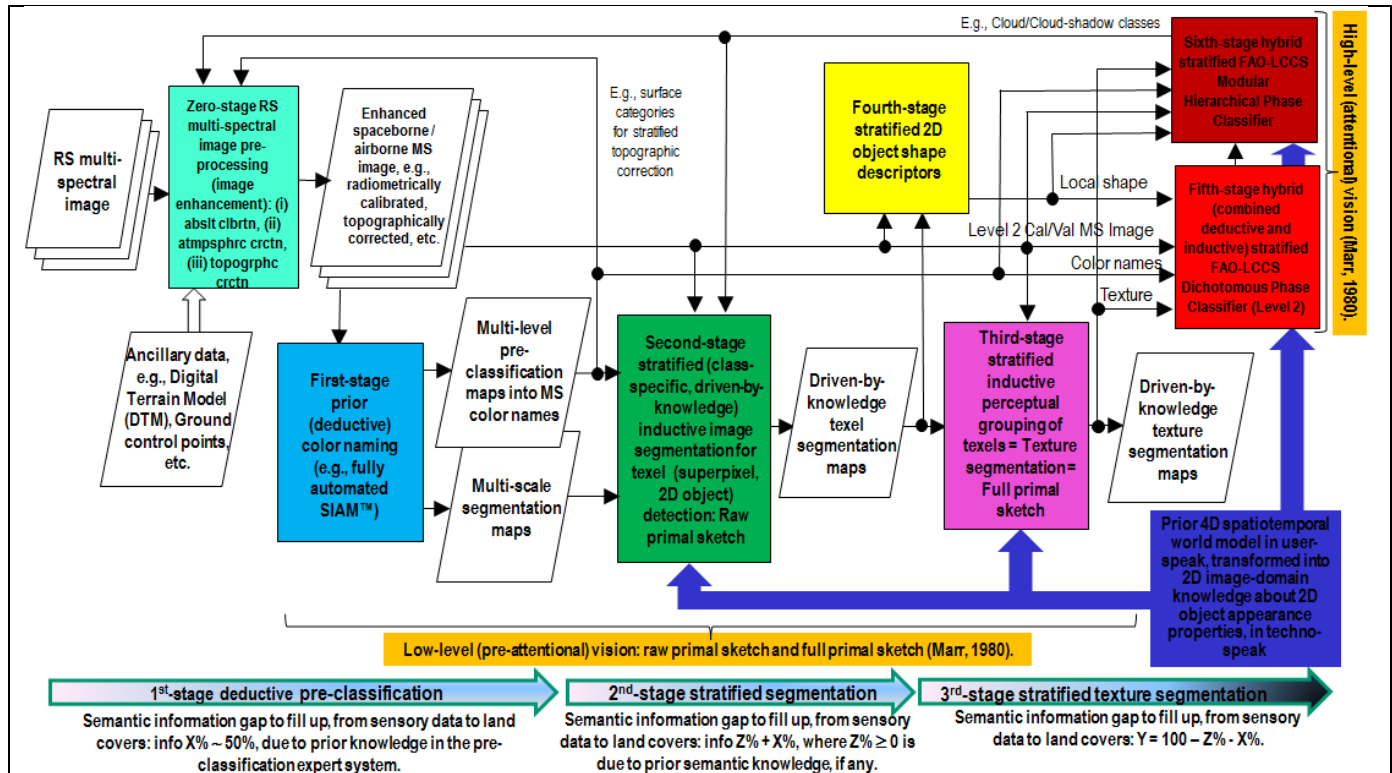 E.g., Cloud/Cloud-shadow classes
RS multi-
spectral
image
Zero-stage RS
multi-spectral
image pre-
processing
(image
enhancement): (i)
abslt clbrtn, (ii)
atmpsphrc crctn,
(iii) topogrphc
crctn
Enhanced
spaceborne /
airborne MS
image, e.g.,
radiometrically
calibrated,
topographically
corrected, etc.
E.g., surface
categories
for stratified
topographic
correction
Fourth-stage
stratified 2D
object shape
descriptors
Sixth-stage hybrid
stratified FAO-LCCS
Modular
Hierarchical Phase
Classifier
High-level (attentional) vision (Marr, 1980).
Local shape
Level 2 Cal/Val MS Image
Color names
Texture
Fifth-stage hybrid
(combined
deductive and
inductive) stratified
FAO-LCCS
Dichotomous Phase
Classifier (Level 2)
Ancillary data,
e.g., Digital
Terrain Model
(DTM), Ground
control points,
etc.
First-stage
prior
(deductive)
color naming
(e.g., fully
automated
SIAM™)
Multi-level
pre-
classification
maps into MS
color names
Multi-scale
segmentation
maps
Second-stage
stratified (class-
specific, driven-by-
knowledge)
inductive image
segmentation for
texel (superpixel,
2D object)
detection: Raw
primal sketch
Driven-by-
knowledge
texel
segmentation
maps
Third-stage
stratified
inductive
perceptual
grouping of
texels = Texture
segmentation =
Full primal
sketch
Driven-by-
knowledge
texture
segmentation
maps
Prior 4D spatiotemporal
world model in user-
speak, transformed into
2D image-domain
knowledge about 2D
object appearance
properties, in techno-
speak
Low-level (pre-attentional) vision: raw primal sketch and full primal sketch (Marr, 1980).
1st-stage deductive pre-classification
Semantic information gap to fill up, from sensory data to land
covers: info X% ~ 50%, due to prior knowledge in the pre-
classification expert system.
2nd-stage stratified segmentation
Semantic information gap to fill up, from sensory
data to land covers: info Z% + X%, where Z% ≥ 0 is
due to prior semantic knowledge, if any.
3rd-stage stratified texture segmentation
Semantic information gap to fill up, from sensory
data to land covers: Y = 100 – Z% - X%.